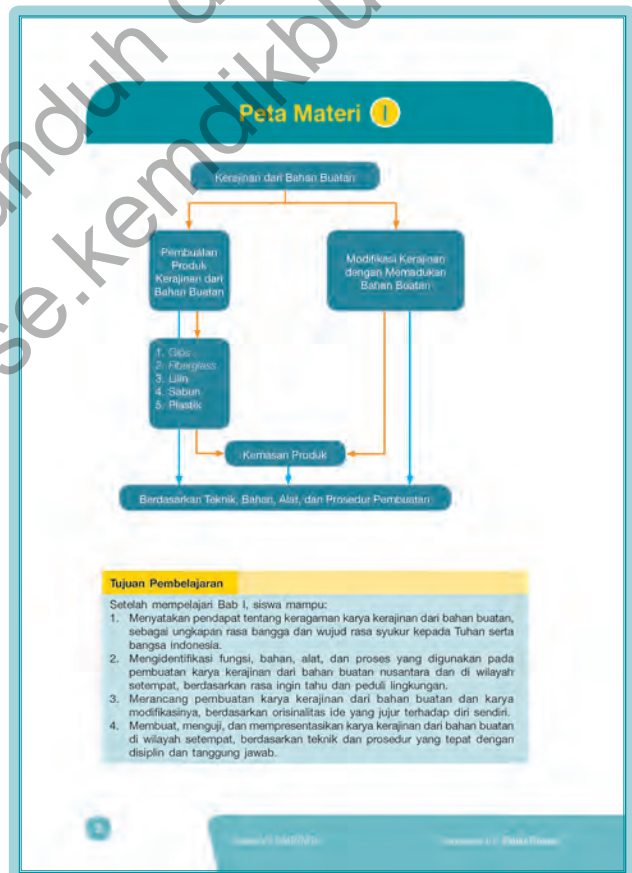 Peta Materi I
Kerajinan dari Bahan Buatan
Pembuatan
Produk
Kerajinan dari
Bahan Buatan
Modifikasi Kerajinan
dengan Memadukan
Bahan Buatan
1. Gips
2. Fiberglass
3. Lilin
4. Sabun
5. Plastik
Kemasan Produk
Berdasarkan Teknik, Bahan, Alat, dan Prosedur Pembuatan
Tujuan Pembelajaran
Setelah mempelajari Bab I, siswa mampu:
1. Menyatakan pendapat tentang keragaman karya kerajinan dari bahan buatan,
sebagai ungkapan rasa bangga dan wujud rasa syukur kepada Tuhan serta
bangsa indonesia.
2. Mengidentifikasi fungsi, bahan, alat, dan proses yang digunakan pada
pembuatan karya kerajinan dari bahan buatan nusantara dan di wilayah
setempat, berdasarkan rasa ingin tahu dan peduli lingkungan.
3. Merancang pembuatan karya kerajinan dari bahan buatan dan karya
modifikasinya, berdasarkan orisinalitas ide yang jujur terhadap diri sendiri.
4. Membuat, menguji, dan mempresentasikan karya kerajinan dari bahan buatan
di wilayah setempat, berdasarkan teknik dan prosedur yang tepat dengan
disiplin dan tanggung jawab.